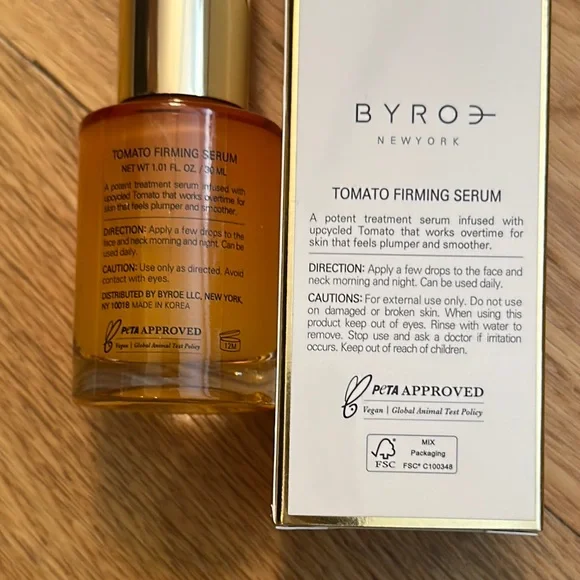 TOMATO FIRMING SERUM
NET WT 1.01 FL. OZ. / 30 ML
A potent treatment serum infused with
upcycled Tomato that works overtime for
skin that feels plumper and smoother.
DIRECTION: Apply a few drops to the
face and neck morning and night. Can be
used daily.
CAUTION: Use only as directed. Avoid
contact with eyes.
DISTRIBUTED BY BYROE LLC, NEW YORK,
NY 10018 MADE IN KOREA
PETA APPROVED
Vegan | Global Animal Test Policy
12M
BYROE
NEWYORK
TOMATO FIRMING SERUM
A potent treatment serum infused with
upcycled Tomato that works overtime for
skin that feels plumper and smoother.
DIRECTION: Apply a few drops to the face and
neck morning and night. Can be used daily.
CAUTIONS: For external use only. Do not use
on damaged or broken skin. When using this
product keep out of eyes. Rinse with water to
remove. Stop use and ask a doctor if irritation
occurs. Keep out of reach of children.
PETA APPROVED
Vegan | Global Animal Test Policy
FSC
MIX
Packaging
FSC® C100348